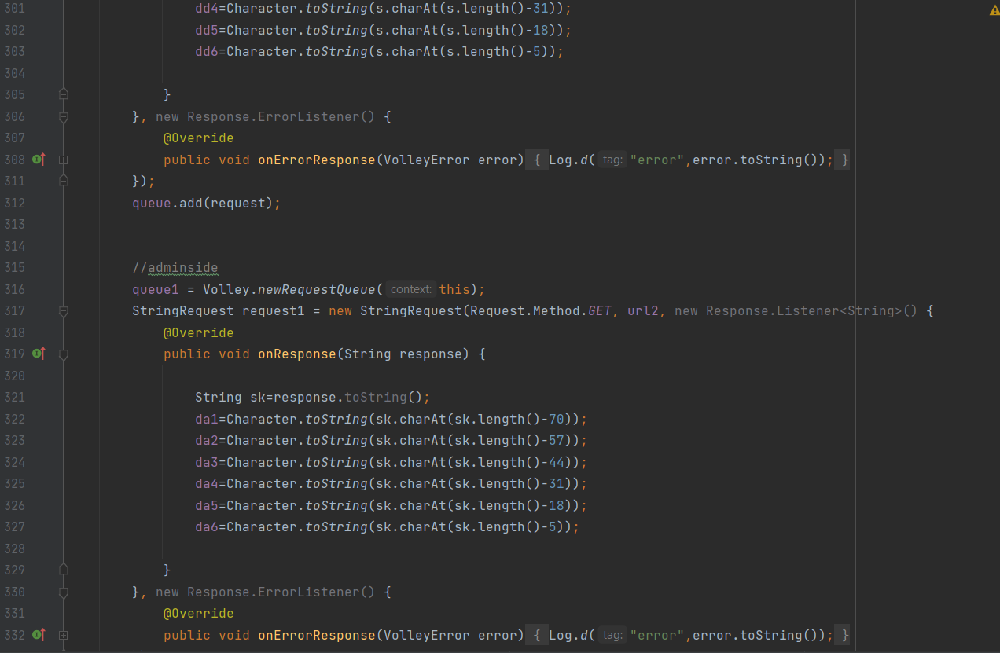 301 dd4=Character.toString(s.charAt(s.length()-31));
302 dd5=Character.toString(s.charAt(s.length()-18));
303 dd6=Character.toString(s.charAt(s.length()-5));
304
305 }
306 }, new Response.ErrorListener() {
307 @Override
308 public void onErrorResponse(VolleyError error) { Log.d( tag: "error",error.toString()); }
311 });
312 queue.add(request);
313
314
315 //adminside
316 queue1 = Volley.newRequestQueue( context: this);
317 StringRequest request1 = new StringRequest(Request.Method.GET, url2, new Response.Listener<String>() {
318 @Override
319 public void onResponse(String response) {
320
321 String sk=response.toString();
322 da1=Character.toString(sk.charAt(sk.length()-70));
323 da2=Character.toString(sk.charAt(sk.length()-57));
324 da3=Character.toString(sk.charAt(sk.length()-44));
325 da4=Character.toString(sk.charAt(sk.length()-31));
326 da5=Character.toString(sk.charAt(sk.length()-18));
327 da6=Character.toString(sk.charAt(sk.length()-5));
328
329 }
330 }, new Response.ErrorListener() {
331 @Override
332 public void onErrorResponse(VolleyError error) { Log.d( tag: "error",error.toString()); }